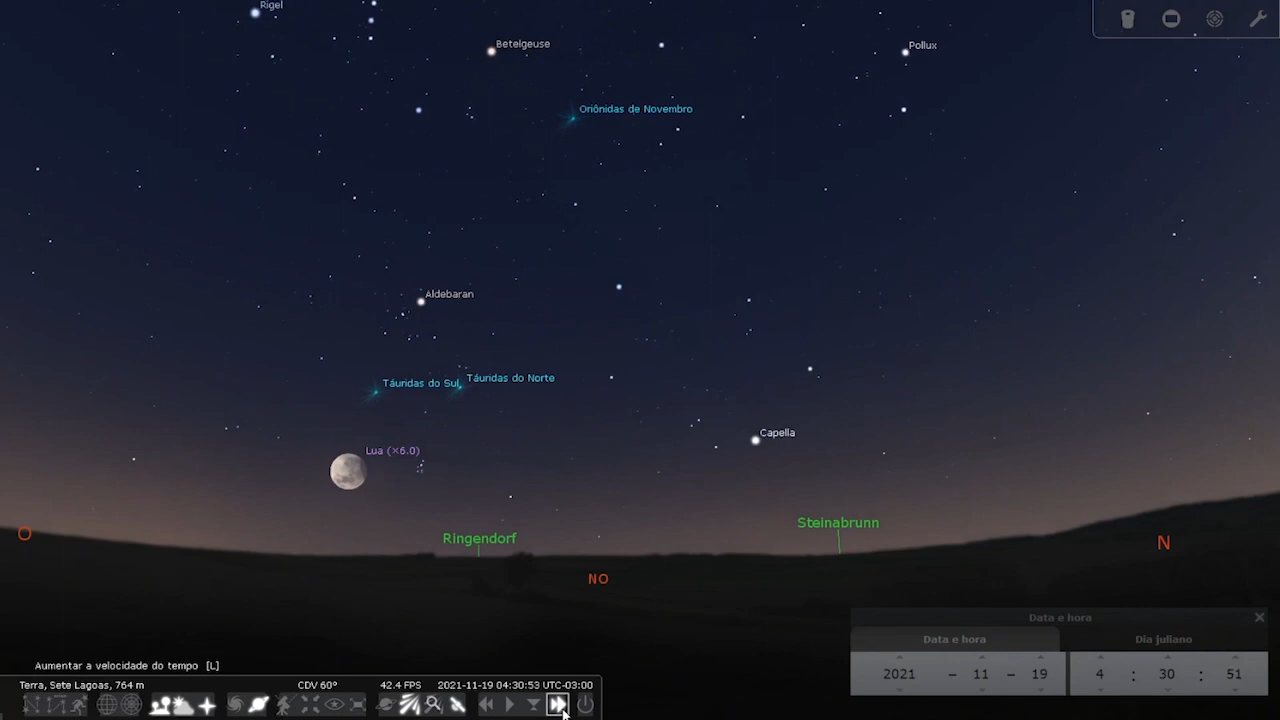 Rigel
Betelgeuse
Pollux
Oriônidas de Novembro
Aldebaran
Táuridas do Sul
Táuridas do Norte
Capella
Lua (×6.0)
Steinabrunn
O
Ringendorf
N
NO
Data e hora
Data e hora
Dia juliano
2021 – 11 – 19
4 : 30 : 51
Aumentar a velocidade do tempo [L]
Terra, Sete Lagoas, 764 m CDV 60° 42.4 FPS 2021-11-19 04:30:53 UTC-03:00